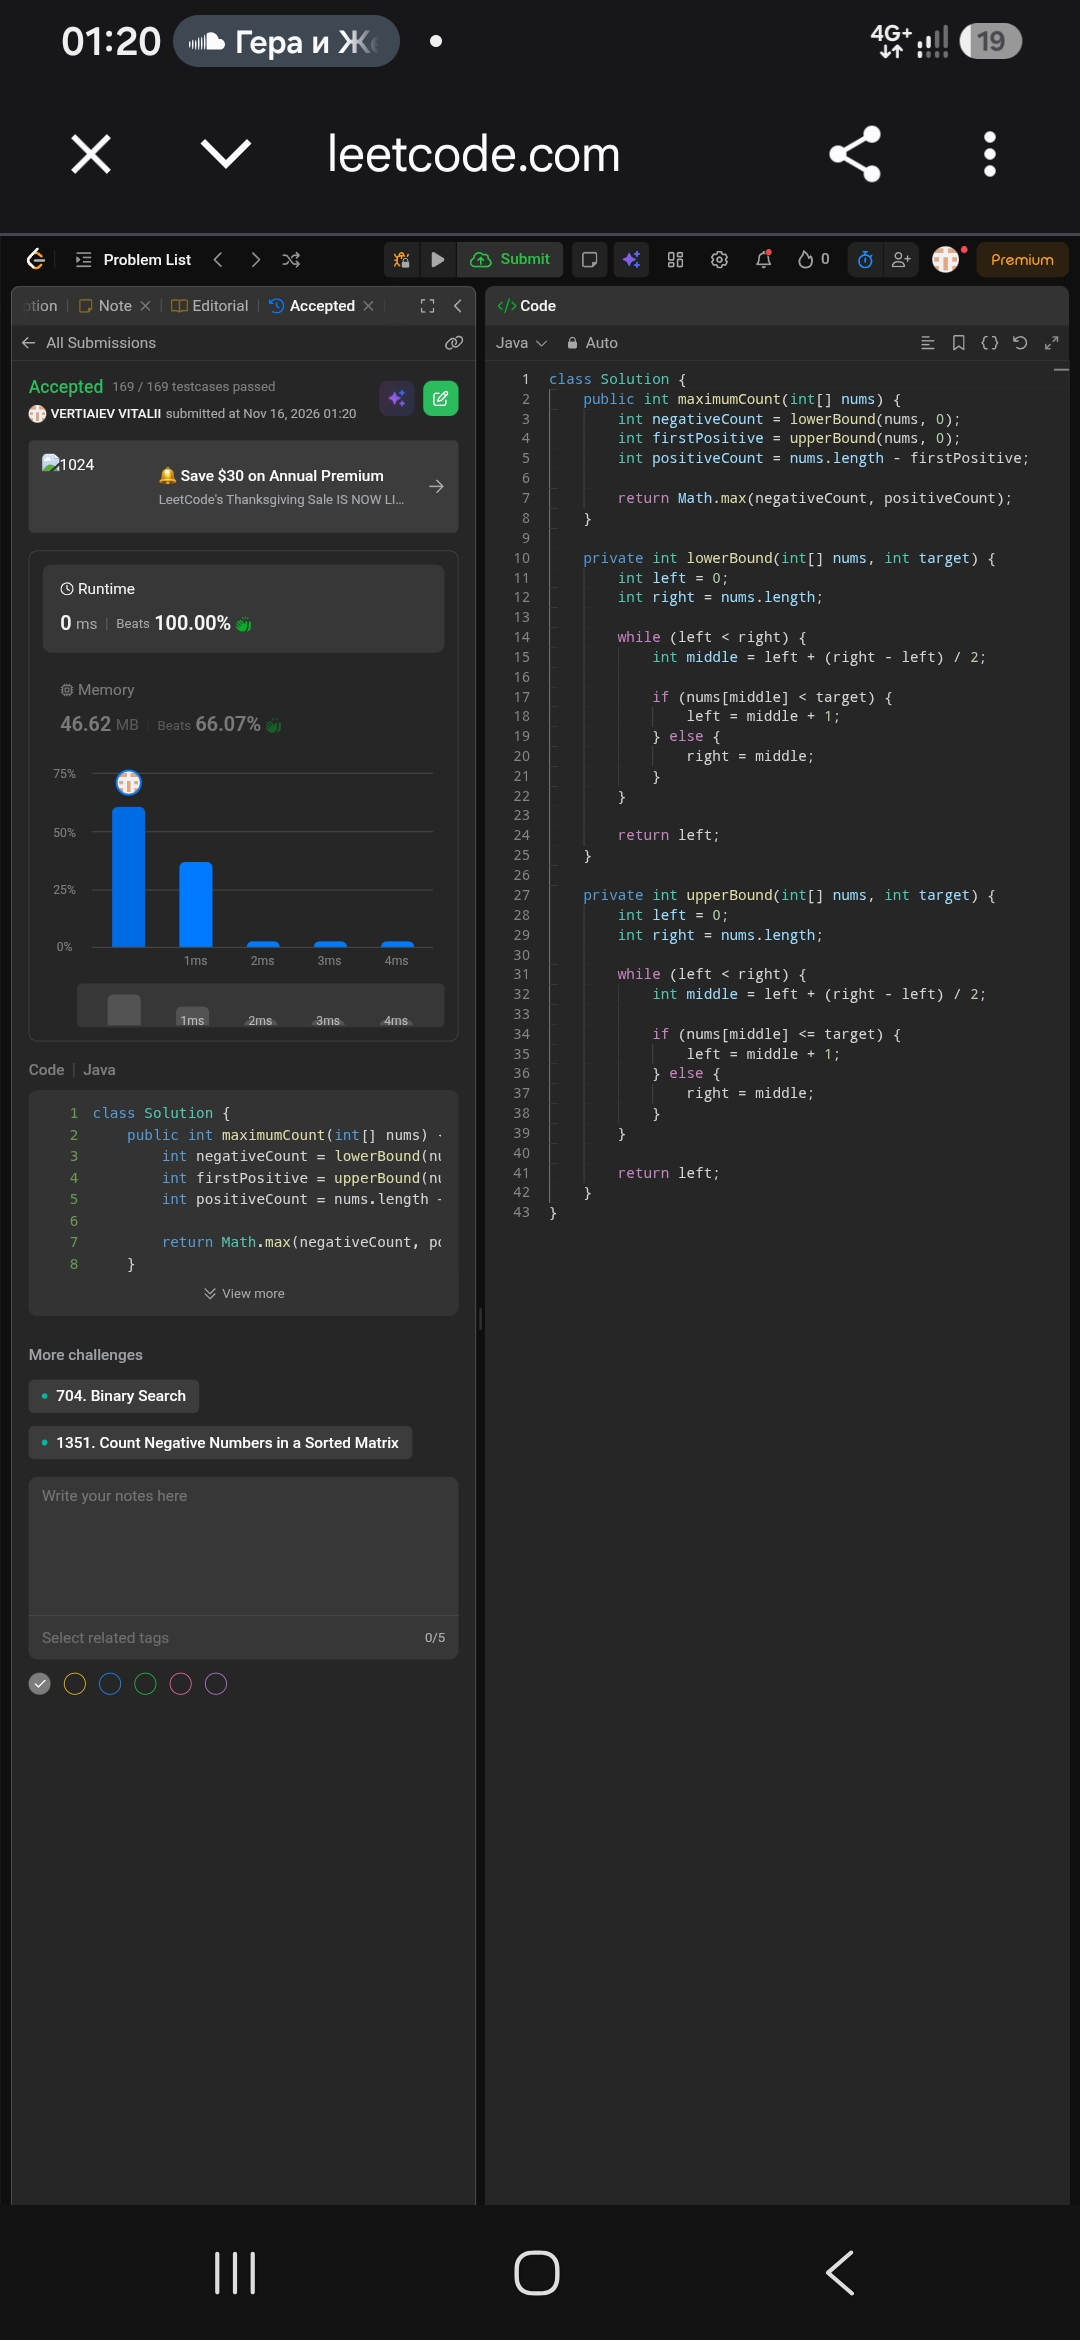 01:20
Гера и Же
4G+
19
leetcode.com
Problem List
Submit
0
Premium
ption
Note
Editorial
Accepted
All Submissions
Accepted 169 / 169 testcases passed
VERTIAIEV VITALII submitted at Nov 16, 2026 01:20
1024
Save $30 on Annual Premium
LeetCode's Thanksgiving Sale IS NOW LI...
Runtime
0 ms | Beats 100.00%
Memory
46.62 MB | Beats 66.07%
75%
50%
25%
0%
1ms 2ms 3ms 4ms
1ms 2ms 3ms 4ms
Code | Java
1 class Solution {
2 public int maximumCount(int[] nums)
3 int negativeCount = lowerBound(nu
4 int firstPositive = upperBound(nu
5 int positiveCount = nums.length -
6
7 return Math.max(negativeCount, po
8 }
View more
More challenges
704. Binary Search
1351. Count Negative Numbers in a Sorted Matrix
Write your notes here
Select related tags
0/5
</> Code
Java
Auto
1 class Solution {
2 public int maximumCount(int[] nums) {
3 int negativeCount = lowerBound(nums, 0);
4 int firstPositive = upperBound(nums, 0);
5 int positiveCount = nums.length - firstPositive;
6
7 return Math.max(negativeCount, positiveCount);
8 }
9
10 private int lowerBound(int[] nums, int target) {
11 int left = 0;
12 int right = nums.length;
13
14 while (left < right) {
15 int middle = left + (right - left) / 2;
16
17 if (nums[middle] < target) {
18 left = middle + 1;
19 } else {
20 right = middle;
21 }
22 }
23
24 return left;
25 }
26
27 private int upperBound(int[] nums, int target) {
28 int left = 0;
29 int right = nums.length;
30
31 while (left < right) {
32 int middle = left + (right - left) / 2;
33
34 if (nums[middle] <= target) {
35 left = middle + 1;
36 } else {
37 right = middle;
38 }
39 }
40
41 return left;
42 }
43 }